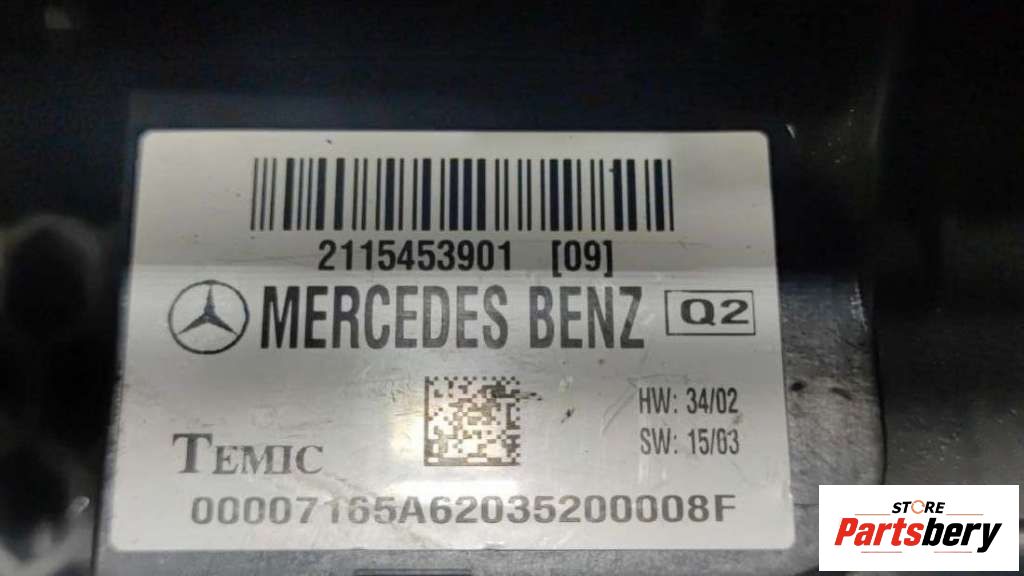 2115453901 [09]
MERCEDES BENZ Q2
HW: 34/02
SW: 15/03
TEMIC
00007165A62035200008F
STORE
Partsbery